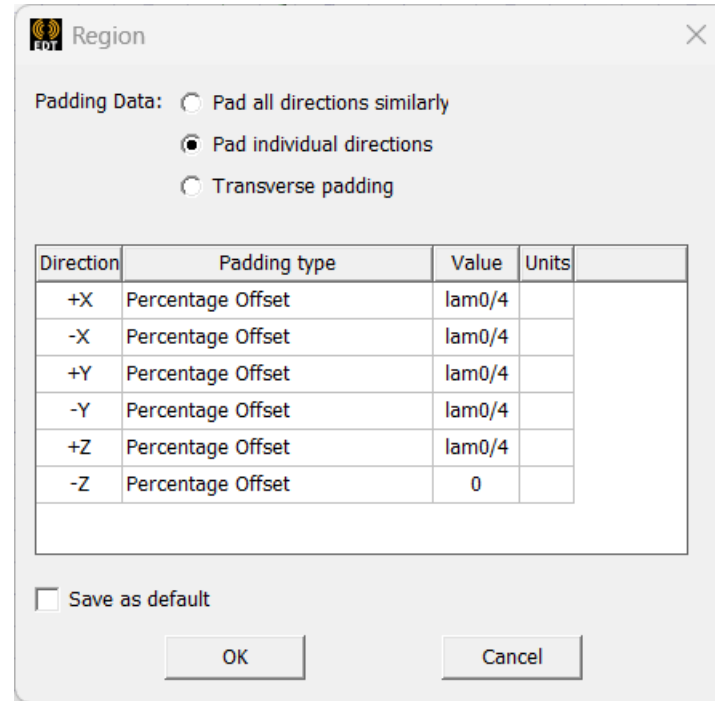 EDT Region
Padding Data: Pad all directions similarly
Pad individual directions
Transverse padding
Direction Padding type Value Units
+X Percentage Offset lam0/4
-X Percentage Offset lam0/4
+Y Percentage Offset lam0/4
-Y Percentage Offset lam0/4
+Z Percentage Offset lam0/4
-Z Percentage Offset 0
Save as default
OK Cancel